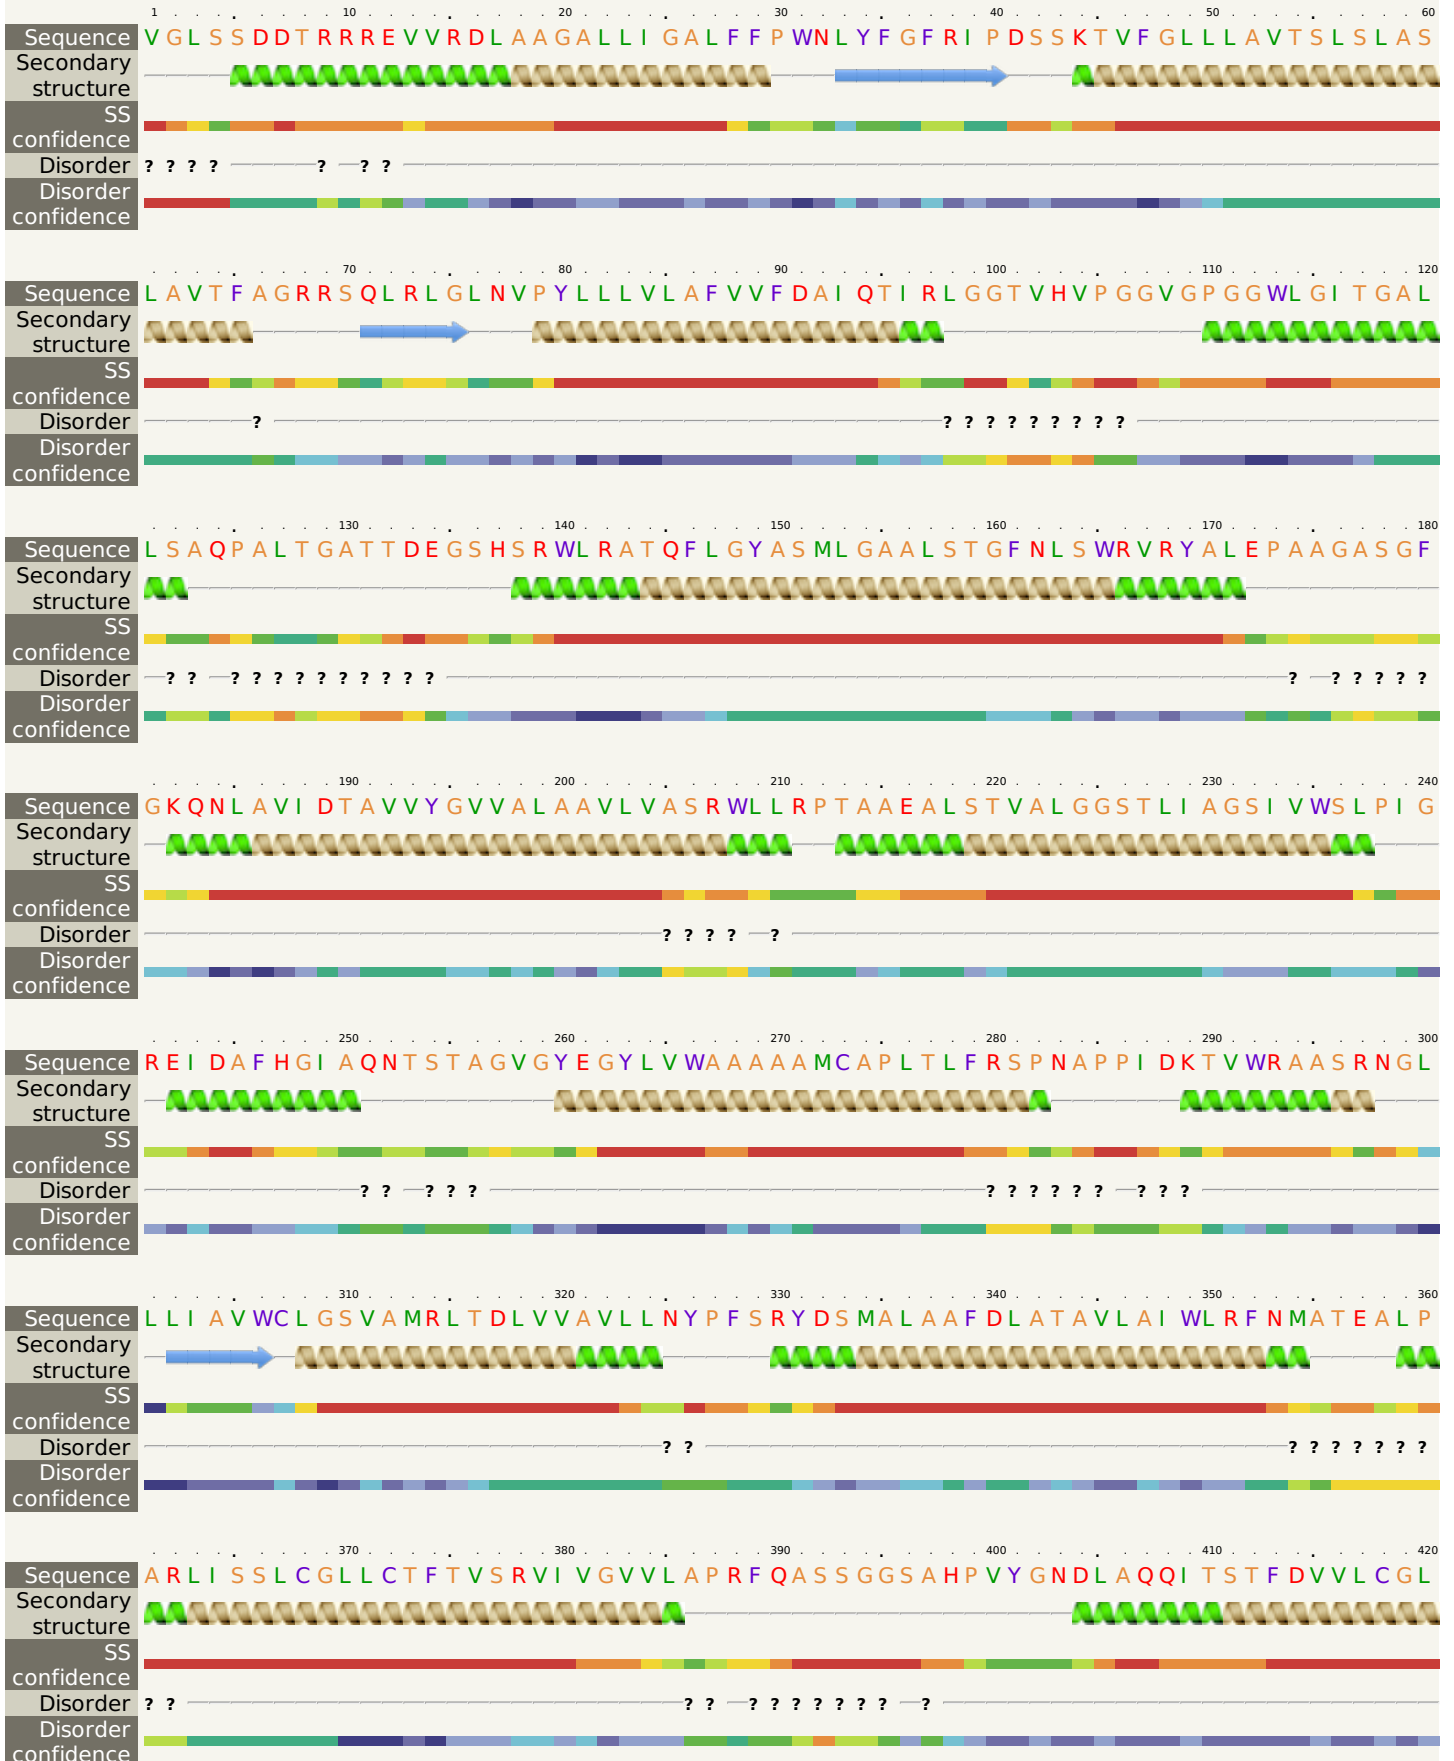 1 10 20 30 40 50 60
Sequence VGLSSDDTRRREVVRDLAAGALLIGALFFPWNLYFGFRIPDSSKTVFGLLLAVTSLSLAS
Secondary
structure
SS
confidence
Disorder ? ? ? ? ? ? ?
Disorder
confidence
70 80 90 100 110 120
Sequence LAVTFAGRRSQLRLGLNVPYLLLVLAFVVFDAIQTIRLGGTVHVPGGVGPGGWLGITGAL
Secondary
structure
SS
confidence
Disorder ? ? ? ? ? ? ? ? ? ?
Disorder
confidence
130 140 150 160 170 180
Sequence LSAQPALTGATTDEGSHSRWLRATQFLGYASMLGAALSTGFNLSWRVRYALEPAAGASGF
Secondary
structure
SS
confidence
Disorder ? ? ? ? ? ? ? ? ? ? ? ? ? ? ? ? ? ?
Disorder
confidence
190 200 210 220 230 240
Sequence GKQNLAVIDTAVVYGVVALAAVLVASRWLLRPTAAEALSTVALGGSTLIAGSIVWSLPIG
Secondary
structure
SS
confidence
Disorder ? ? ? ? ?
Disorder
confidence
250 260 270 280 290 300
Sequence REIDAFHGIAQNTSTAGVGYEGYLVWAAAAAMCAPLTLFRSPNAPPIDKTVWRAASRNGL
Secondary
structure
SS
confidence
Disorder ? ? ? ? ? ? ? ? ? ? ? ? ? ?
Disorder
confidence
310 320 330 340 350 360
Sequence LLIAVWCLGSVAMRLTDLVVAVLLNYPFSRYDSMALAAFDLATAVLAIWLRFNMATEALP
Secondary
structure
SS
confidence
Disorder ? ? ? ? ? ? ? ? ?
Disorder
confidence
370 380 390 400 410 420
Sequence ARLISSLCGLLCTFTVSRVIVGVVLAPRFQASSGGSAHPVYGNDLAQQITSTFDVVLCGL
Secondary
structure
SS
confidence
Disorder ? ? ? ? ? ? ? ? ? ? ? ?
Disorder
confidence